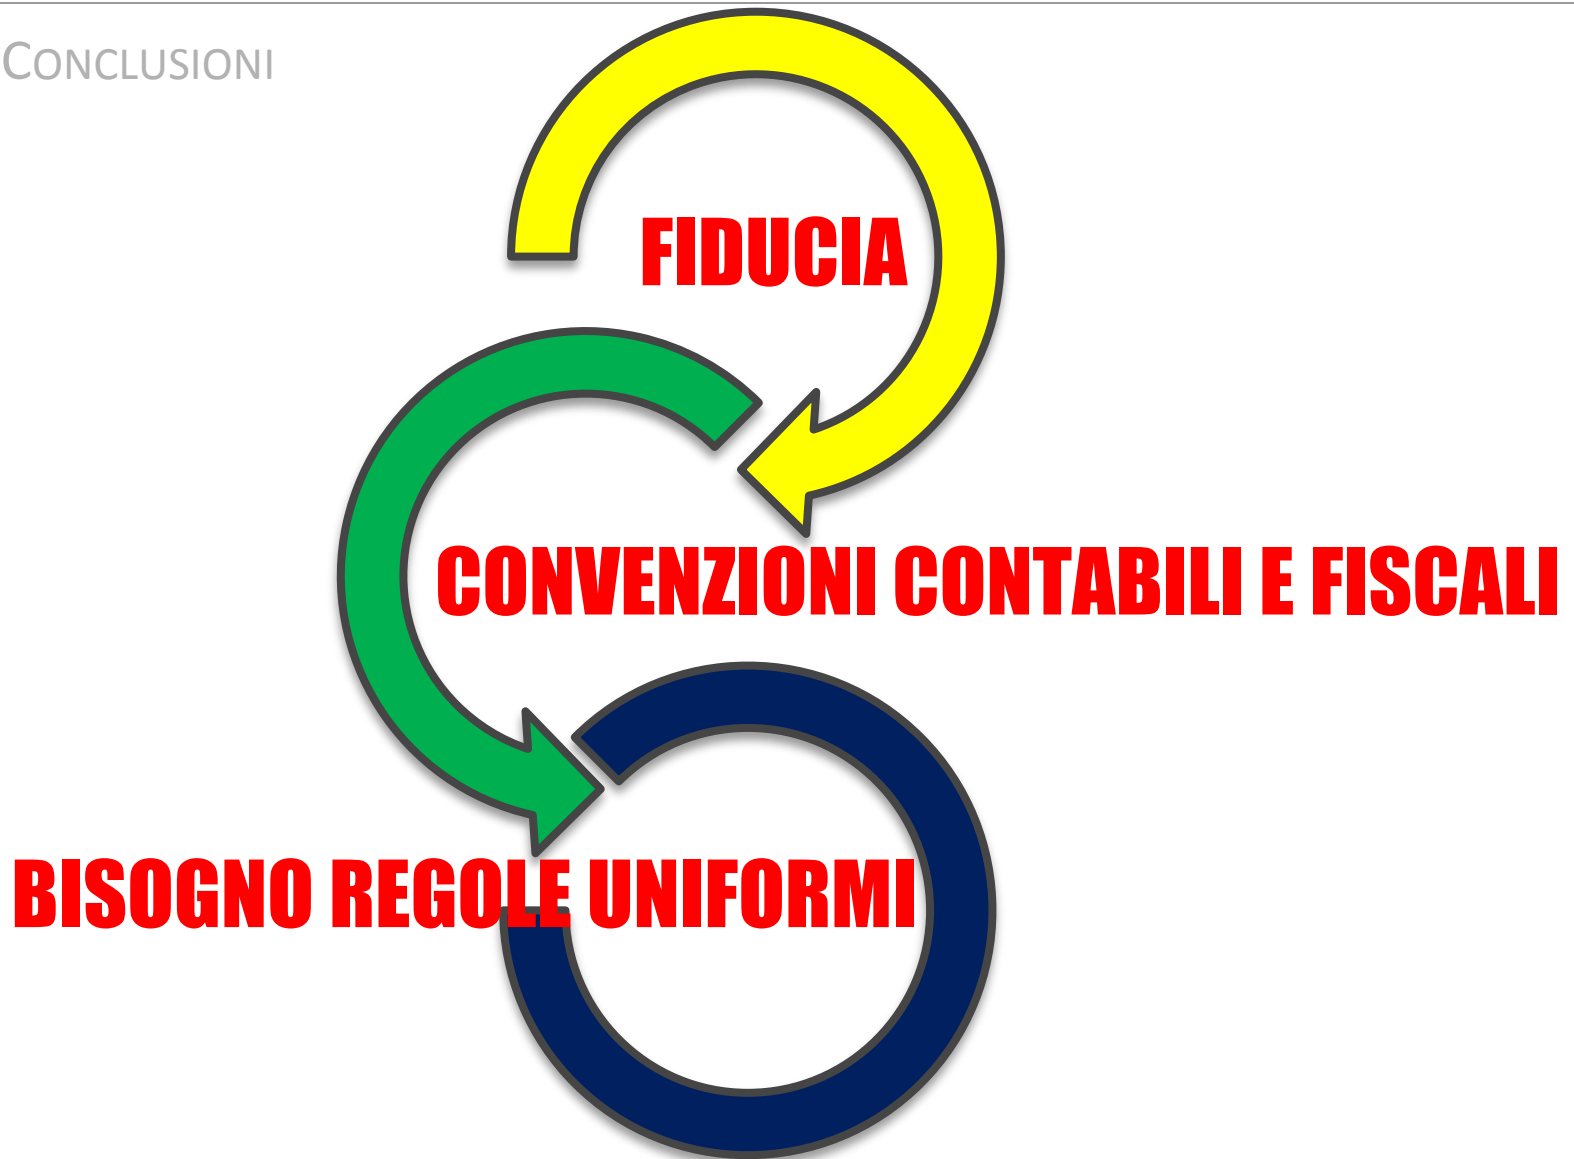 CONCLUSIONI
FIDUCIA
CONVENZIONI CONTABILI E FISCALI
BISOGNO REGOLE UNIFORMI